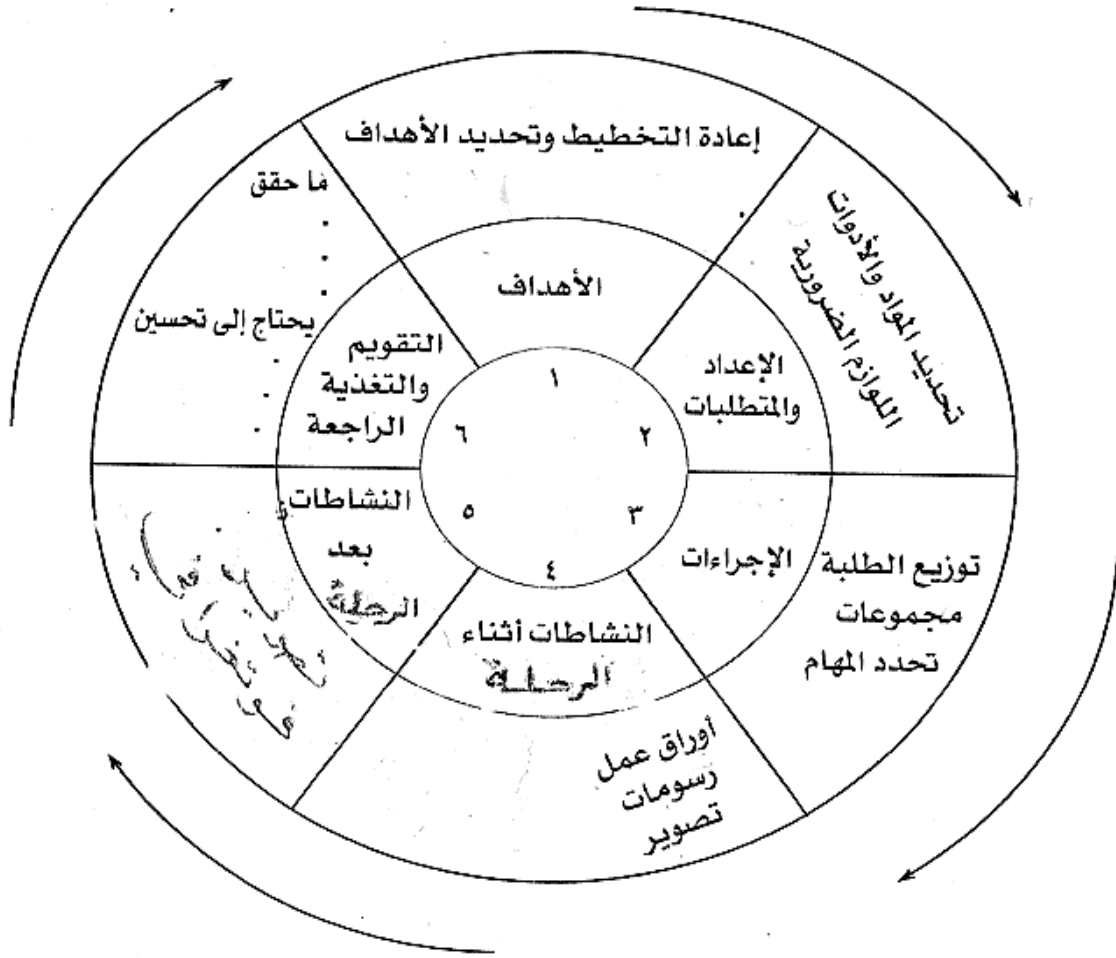 إعادة التخطيط وتحديد الأهداف
الأهداف
١
تحديد المواد والأدوات
اللوازم الضرورية
الإعداد
والمتطلبات
٢
توزيع الطلبة
مجموعات
تحدد المهام
الإجراءات
٣
٤
النشاطات أثناء
الرحلة
أوراق عمل
رسومات
تصوير
٥
النشاطات
بعد
الرحلة
٦
التقويم
والتغذية
الراجعة
ما حقق
يحتاج إلى تحسين